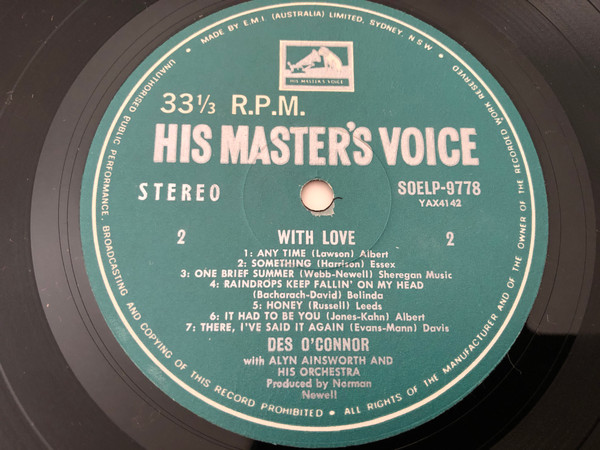 MADE BY E.M.I (AUSTRALIA) LIMITED, SYDNEY, N.S.W. • ALL RIGHTS OF THE MANUFACTURER AND OF THE OWNER OF THE RECORDED WORK RESERVED • UNAUTHORISED PUBLIC PERFORMANCE, BROADCASTING AND COPYING OF THIS RECORD PROHIBITED •
HIS MASTER'S VOICE
33 1/3 R.P.M.
HIS MASTER'S VOICE
STEREO SOELP-9778
YAX4142
2 WITH LOVE 2
1: ANY TIME (Lawson) Albert
2: SOMETHING (Harrison) Essex
3: ONE BRIEF SUMMER (Webb-Newell) Sheregan Music
4: RAINDROPS KEEP FALLIN' ON MY HEAD
(Bacharach-David) Belinda
5: HONEY (Russell) Leeds
6: IT HAD TO BE YOU (Jones-Kahn) Albert
7: THERE, I'VE SAID IT AGAIN (Evans-Mann) Davis
DES O'CONNOR
with ALYN AINSWORTH AND
HIS ORCHESTRA
Produced by Norman
Newell